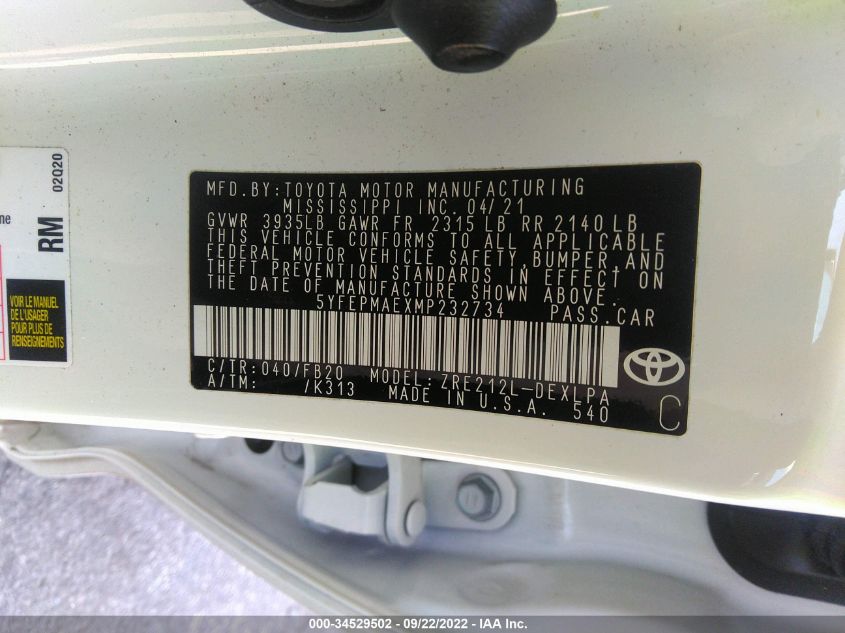 MFD.BY:TOYOTA MOTOR MANUFACTURING
MISSISSIPPI INC. 04/21
GVWR 3935LB GAWR FR 2315 LB RR 2140 LB
THIS VEHICLE CONFORMS TO ALL APPLICABLE
FEDERAL MOTOR VEHICLE SAFETY, BUMPER, AND
THEFT PREVENTION STANDARDS IN EFFECT ON
THE DATE OF MANUFACTURE SHOWN ABOVE.
5YFEPMAEXMP232734 PASS.CAR
C/TR:040/FB20 MODEL:ZRE212L-DEXLPA
A/TM: /K313 MADE IN U.S.A. 540
C
RM
02Q20
VOIR LE MANUEL
DE L'USAGER
POUR PLUS DE
RENSEIGNEMENTS
000-34529502 - 09/22/2022 - IAA Inc.